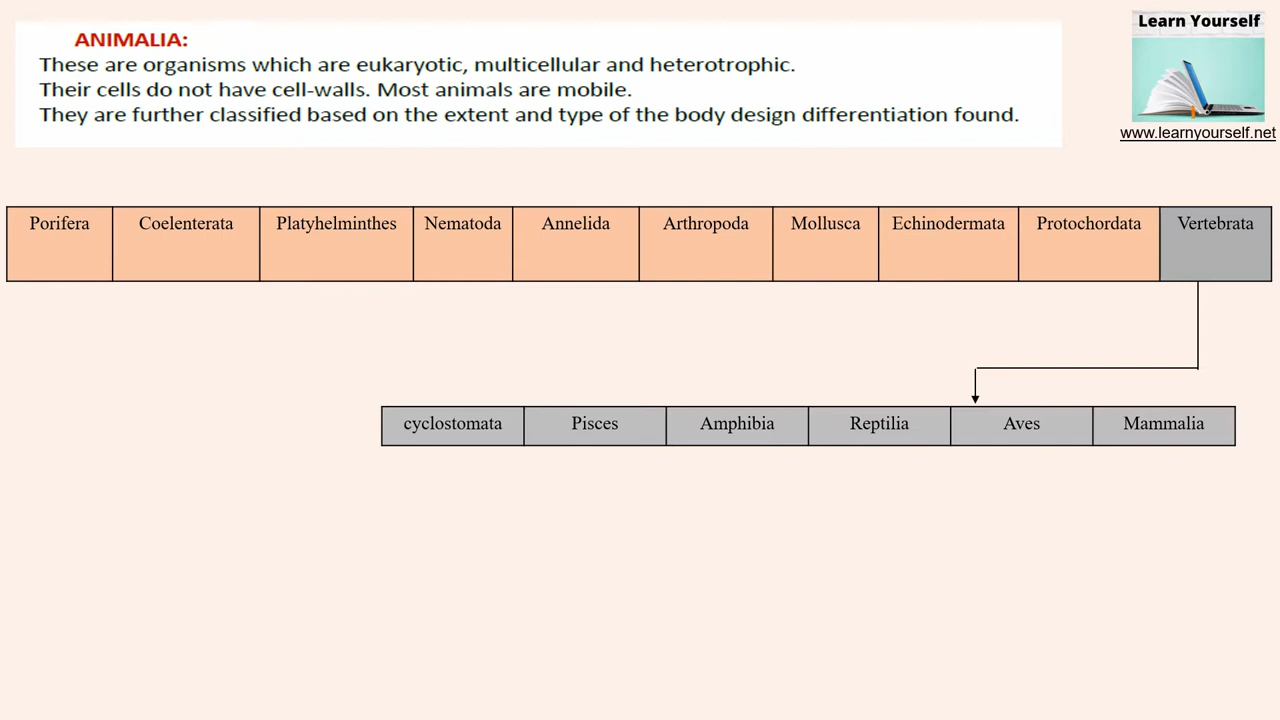 ANIMALIA:
These are organisms which are eukaryotic, multicellular and heterotrophic.
Their cells do not have cell-walls. Most animals are mobile.
They are further classified based on the extent and type of the body design differentiation found.
Learn Yourself
www.learnyourself.net
Porifera Coelenterata Platyhelminthes Nematoda Annelida Arthropoda Mollusca Echinodermata Protochordata Vertebrata
cyclostomata Pisces Amphibia Reptilia Aves Mammalia